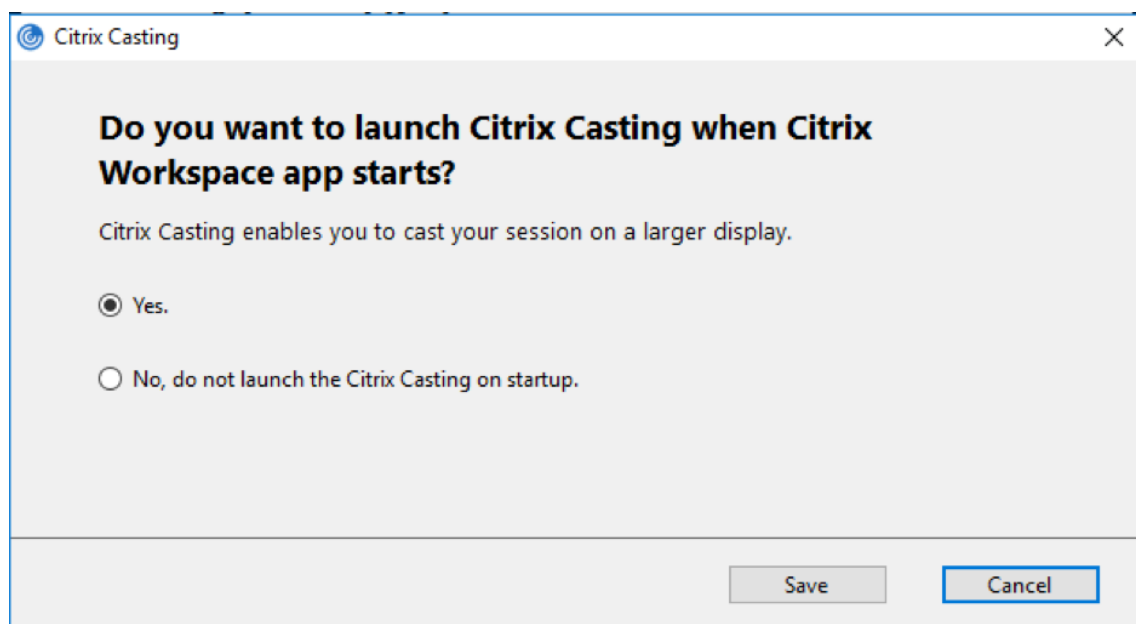 Citrix Casting
Do you want to launch Citrix Casting when Citrix
Workspace app starts?
Citrix Casting enables you to cast your session on a larger display.
Yes.
No, do not launch the Citrix Casting on startup.
Save
Cancel